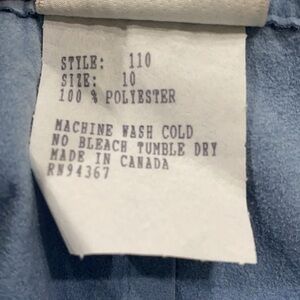 STYLE: 110
SIZE: 10
100 % POLYESTER
MACHINE WASH COLD
NO BLEACH TUMBLE DRY
MADE IN CANADA
RN94367